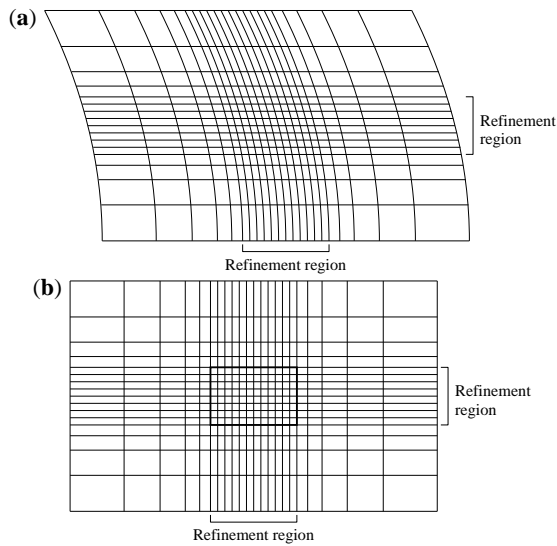 (a)
Refinement
region
Refinement region
(b)
Refinement
region
Refinement region